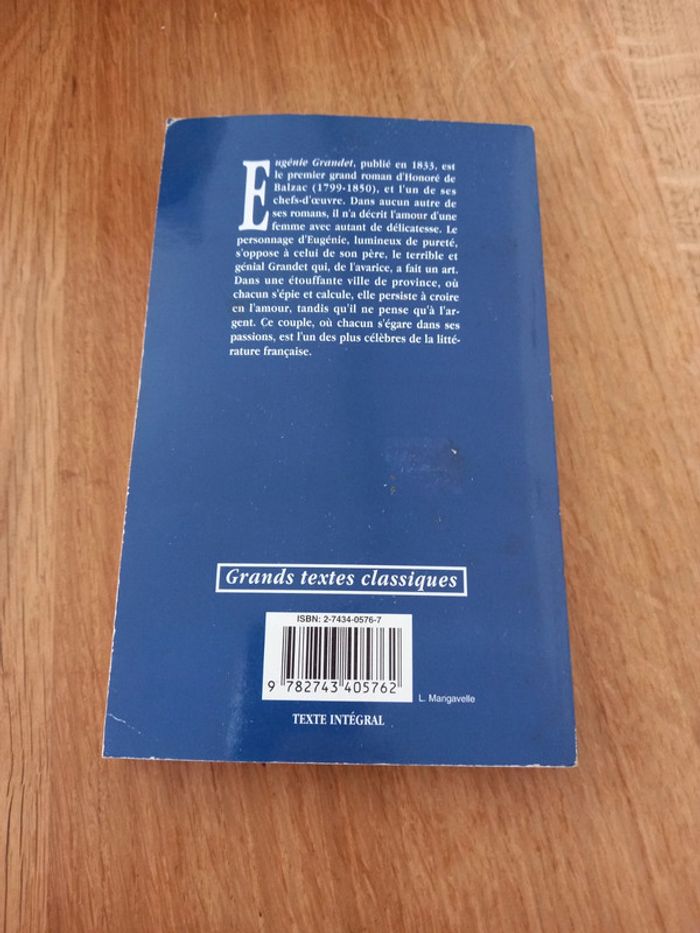 Eugénie Grandet, publié en 1833, est
le premier grand roman d'Honoré de
Balzac (1799-1850), et l'un de ses
chefs-d'œuvre. Dans aucun autre de
ses romans, il n'a décrit l'amour d'une
femme avec autant de délicatesse. Le
personnage d'Eugénie, lumineux de pureté,
s'oppose à celui de son père, le terrible et
génial Grandet qui, de l'avarice, a fait un art.
Dans une étouffante ville de province, où
chacun s'épie et calcule, elle persiste à croire
en l'amour, tandis qu'il ne pense qu'à l'ar-
gent. Ce couple, où chacun s'égare dans ses
passions, est l'un des plus célèbres de la litté-
rature française.
Grands textes classiques
ISBN: 2-7434-0576-7
9 782743 405762
L. Mangavelle
TEXTE INTÉGRAL